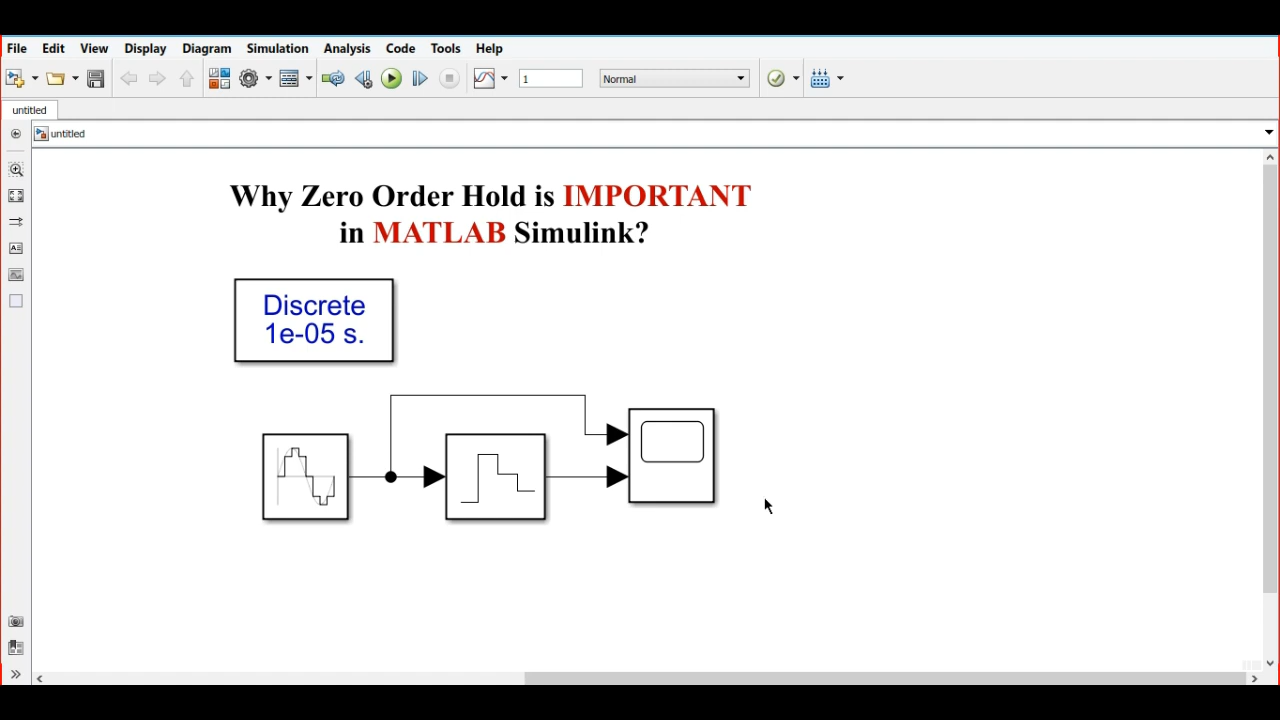 File Edit View Display Diagram Simulation Analysis Code Tools Help
1 Normal
untitled
untitled
Why Zero Order Hold is IMPORTANT
in MATLAB Simulink?
Discrete
1e-05 s.